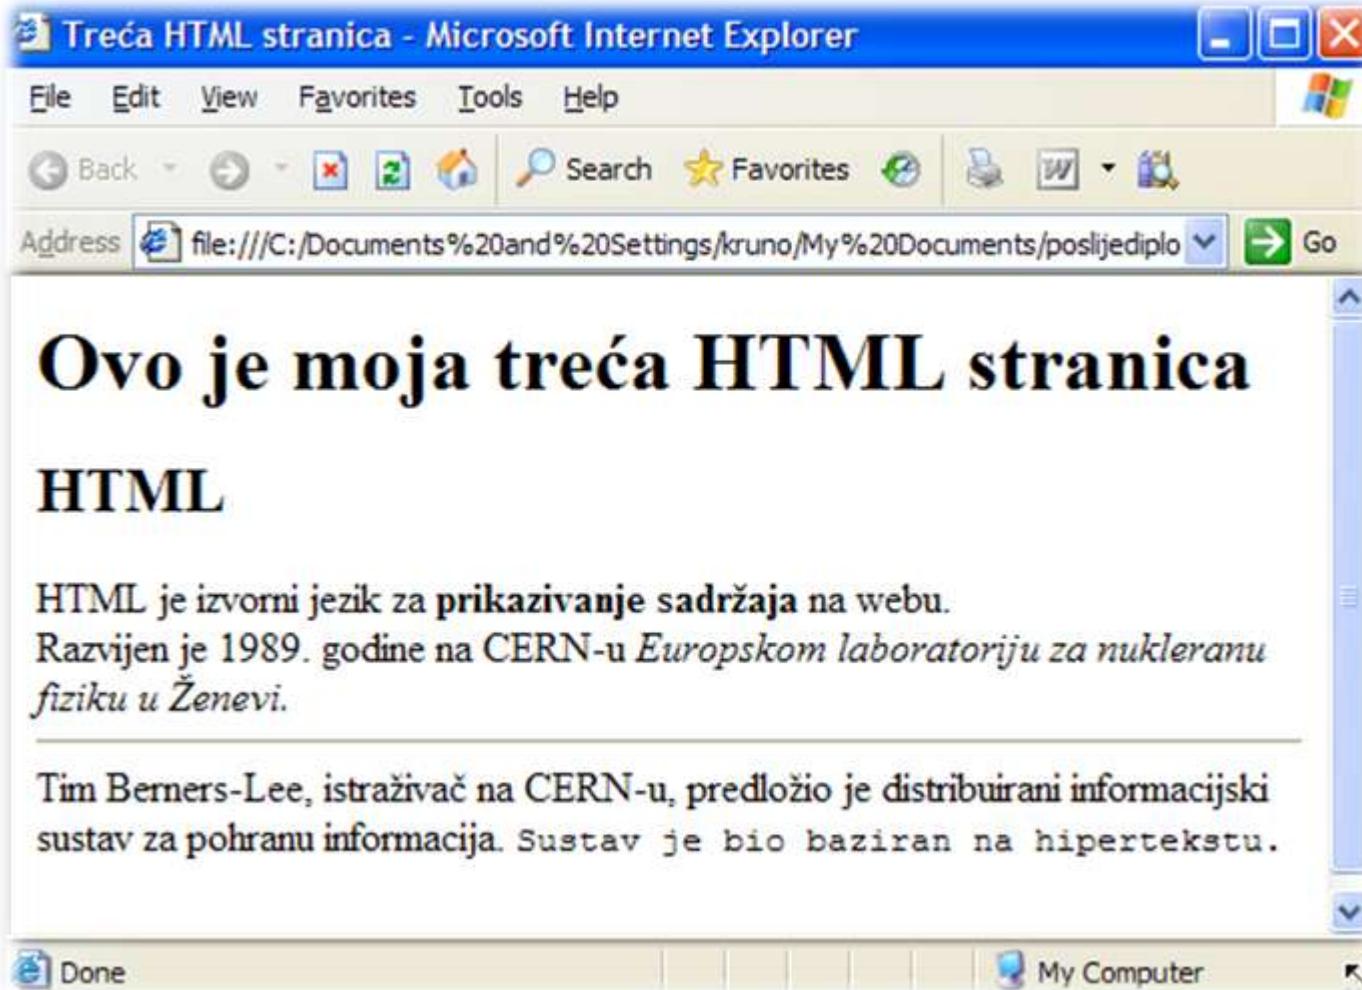 Treća HTML stranica - Microsoft Internet Explorer
File Edit View Favorites Tools Help
Back Search Favorites
Address file:///C:/Documents%20and%20Settings/kruno/My%20Documents/poslijediplo Go
Ovo je moja treća HTML stranica
HTML
HTML je izvorni jezik za prikazivanje sadržaja na webu.
Razvijen je 1989. godine na CERN-u Europskom laboratoriju za nukleranu
fiziku u Ženevi.
Tim Berners-Lee, istraživač na CERN-u, predložio je distribuirani informacijski
sustav za pohranu informacija. Sustav je bio baziran na hipertekstu.
Done My Computer